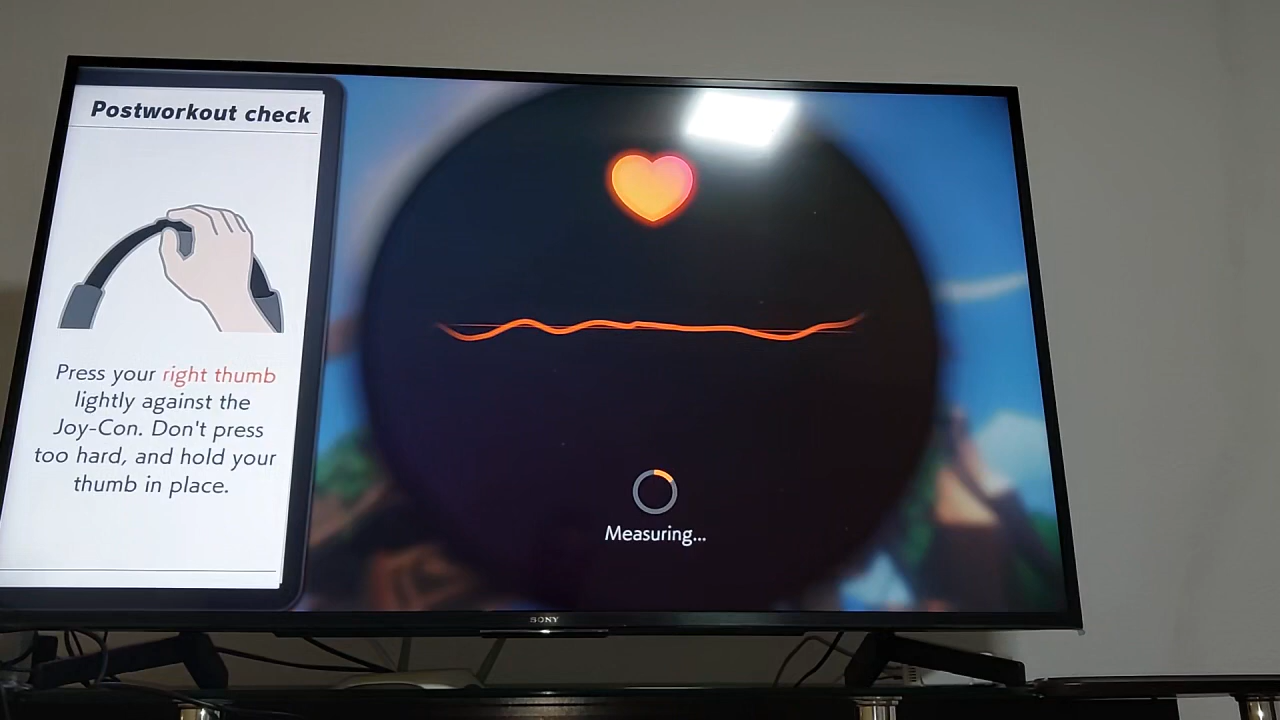 Postworkout check
Press your right thumb
lightly against the
Joy-Con. Don't press
too hard, and hold your
thumb in place.
Measuring...
SONY